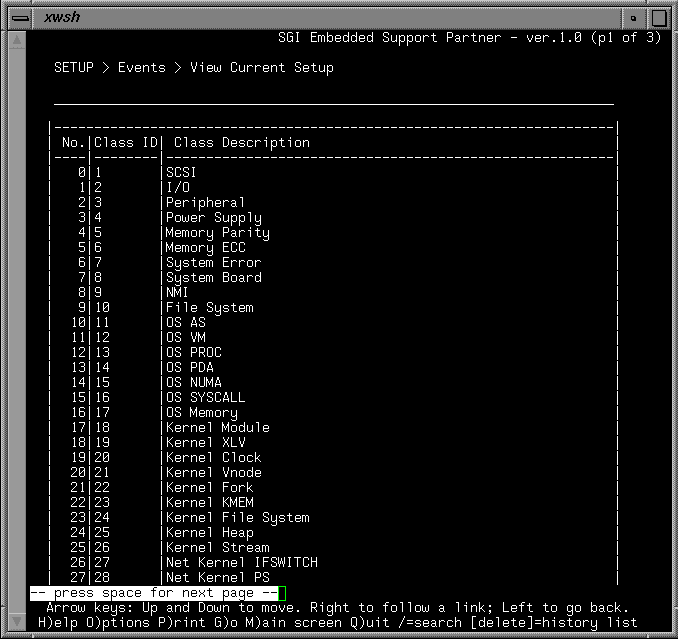 xwsh
SGI Embedded Support Partner - ver.1.0 (p1 of 3)
SETUP > Events > View Current Setup
No.|Class ID| Class Description
0|1 |SCSI
1|2 |I/O
2|3 |Peripheral
3|4 |Power Supply
4|5 |Memory Parity
5|6 |Memory ECC
6|7 |System Error
7|8 |System Board
8|9 |NMI
9|10 |File System
10|11 |OS AS
11|12 |OS VM
12|13 |OS PROC
13|14 |OS PDA
14|15 |OS NUMA
15|16 |OS SYSCALL
16|17 |OS Memory
17|18 |Kernel Module
18|19 |Kernel XLV
19|20 |Kernel Clock
20|21 |Kernel Vnode
21|22 |Kernel Fork
22|23 |Kernel KMEM
23|24 |Kernel File System
24|25 |Kernel Heap
25|26 |Kernel Stream
26|27 |Net Kernel IFSWITCH
27|28 |Net Kernel PS
-- press space for next page --
Arrow keys: Up and Down to move. Right to follow a link; Left to go back.
H)elp O)ptions P)rint G)o M)ain screen Q)uit /=search [delete]=history list